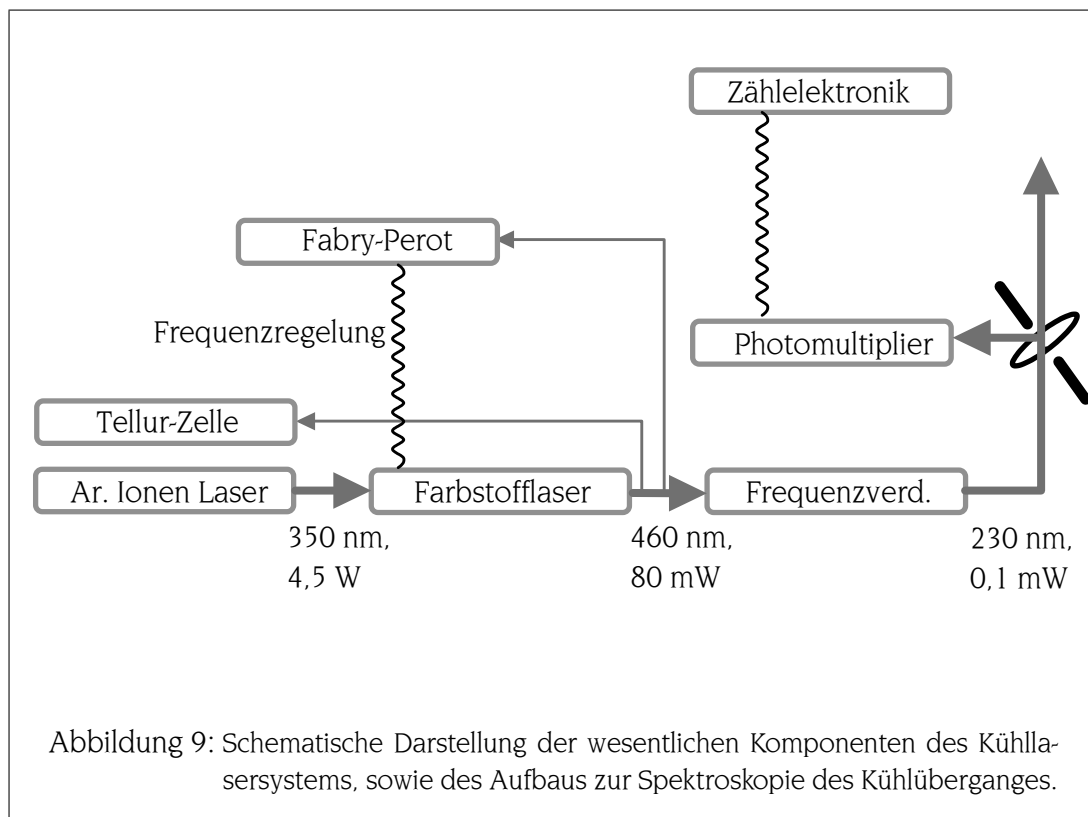 Zählelektronik
Fabry-Perot
Frequenzregelung
Photomultiplier
Tellur-Zelle
Ar. Ionen Laser
Farbstofflaser
Frequenzverd.
350 nm,
4,5 W
460 nm,
80 mW
230 nm,
0,1 mW
Abbildung 9: Schematische Darstellung der wesentlichen Komponenten des Kühlla-
sersystems, sowie des Aufbaus zur Spektroskopie des Kühlüberganges.